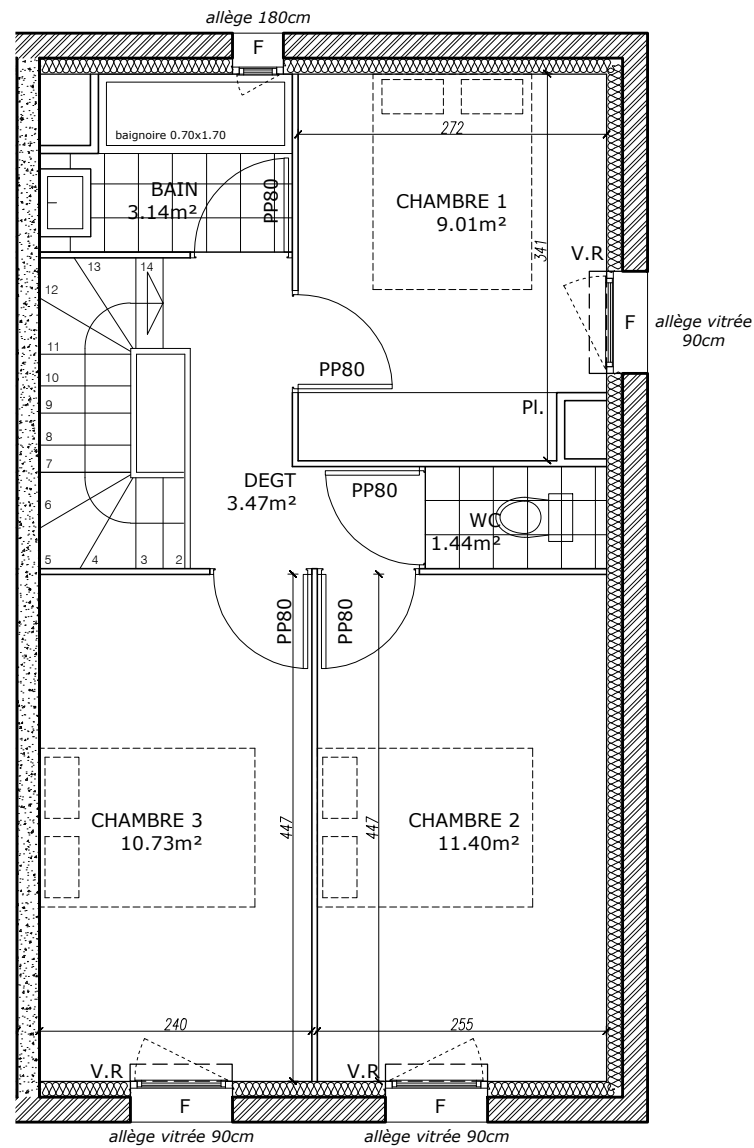 allège 180cm
F
baignoire 0.70x1.70
272
BAIN
3.14m²
PP80
CHAMBRE 1
9.01m²
341
V.R
F
allège vitrée
90cm
13
14
12
11
10
9
8
7
6
5
4
3
2
PP80
Pl.
DEGT
3.47m²
PP80
WC
1.44m²
PP80
PP80
CHAMBRE 3
10.73m²
447
447
CHAMBRE 2
11.40m²
240
255
V.R
V.R
F
F
allège vitrée 90cm
allège vitrée 90cm